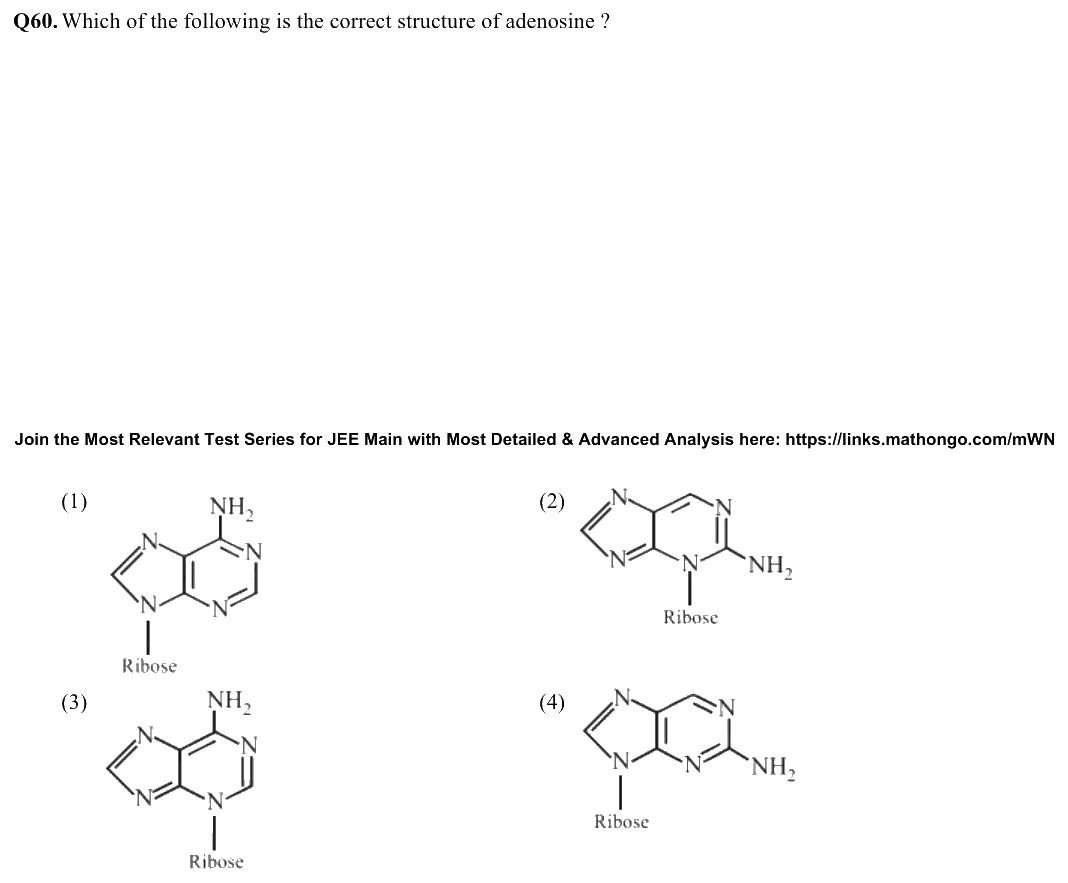 Q60. Which of the following is the correct structure of adenosine ?
Join the Most Relevant Test Series for JEE Main with Most Detailed & Advanced Analysis here: https://links.mathongo.com/mWN
(1)
NH₂
N
N
N
N
Ribose
(2)
N
N
N
N
NH₂
Ribose
(3)
NH₂
N
N
N
N
Ribose
(4)
N
N
N
N
NH₂
Ribose